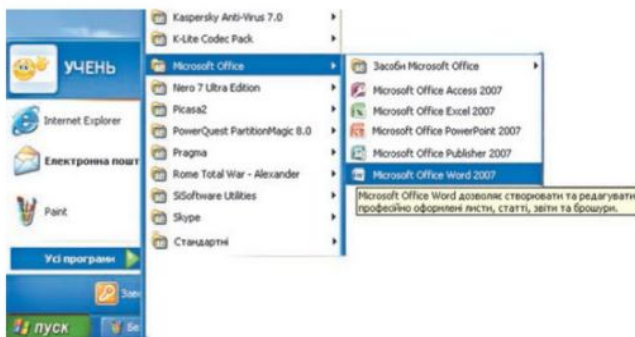 УЧЕНЬ
Internet Explorer
Електронна пошт
Paint
Усі програми
пуск
Kaspersky Anti-Virus 7.0
K-Lite Codec Pack
Microsoft Office
Nero 7 Ultra Edition
Picasa2
PowerQuest PartitionMagic 8.0
Pragma
Rome Total War - Alexander
SiSoftware Utilities
Skype
Стандартні
Засоби Microsoft Office
Microsoft Office Access 2007
Microsoft Office Excel 2007
Microsoft Office PowerPoint 2007
Microsoft Office Publisher 2007
Microsoft Office Word 2007
Microsoft Office Word дозволяє створювати та редагувати
професійно оформлені листи, статті, звіти та брошури.